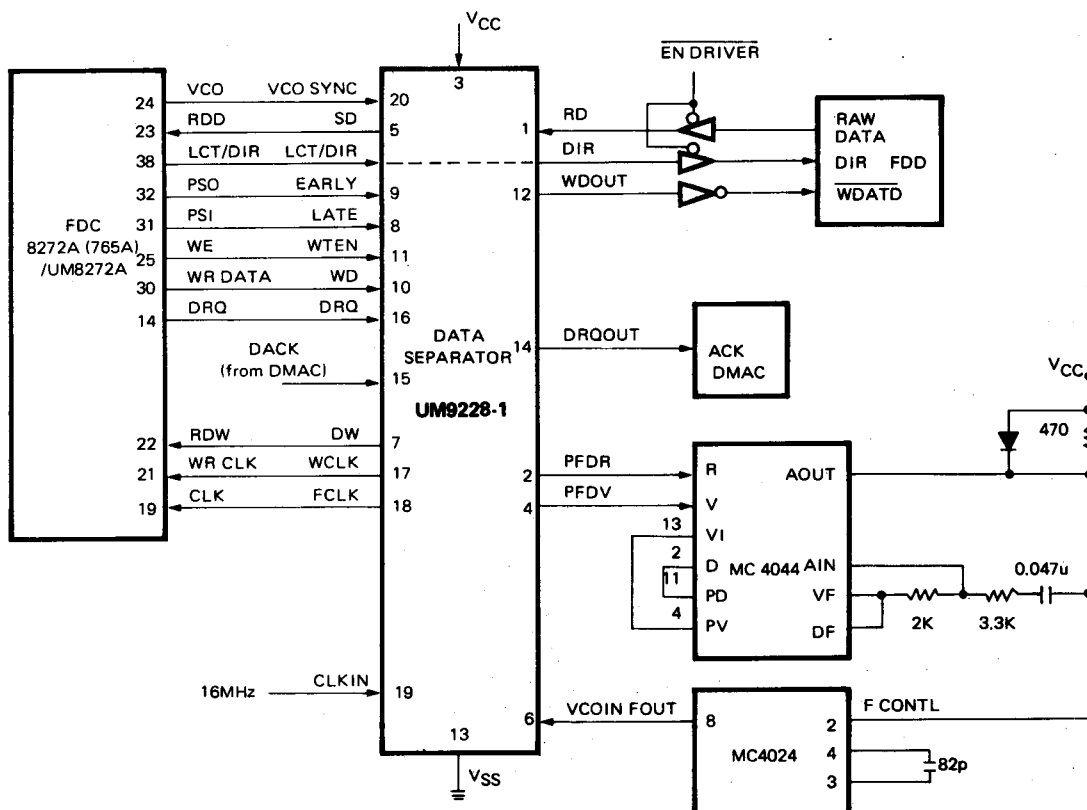 VCC
EN DRIVER
3
24 VCO VCO SYNC 20
23 RDD SD 5
38 LCT/DIR LCT/DIR
32 PSO EARLY 9
31 PSI LATE 8
25 WE WTEN 11
30 WR DATA WD 10
14 DRQ DRQ 16
FDC
8272A (765A)
/UM8272A
1 RD
DIR
12 WDOUT
RAW
DATA
DIR FDD
WDATD
DATA
SEPARATOR
UM9228-1
14 DRQOUT
ACK
DMAC
DACK
(from DMAC)
15
22 RDW DW 7
21 WR CLK WCLK 17
19 CLK FCLK 18
2 PFDR R
4 PFDV V
13 VI
2 D
11 PD
4 PV
MC 4044
AOUT
AIN
VF
DF
VCC
470
0.047u
2K
3.3K
16MHz CLKIN 19
13
VSS
6 VCOIN FOUT 8
MC4024
2 F CONTL
4
3
82p